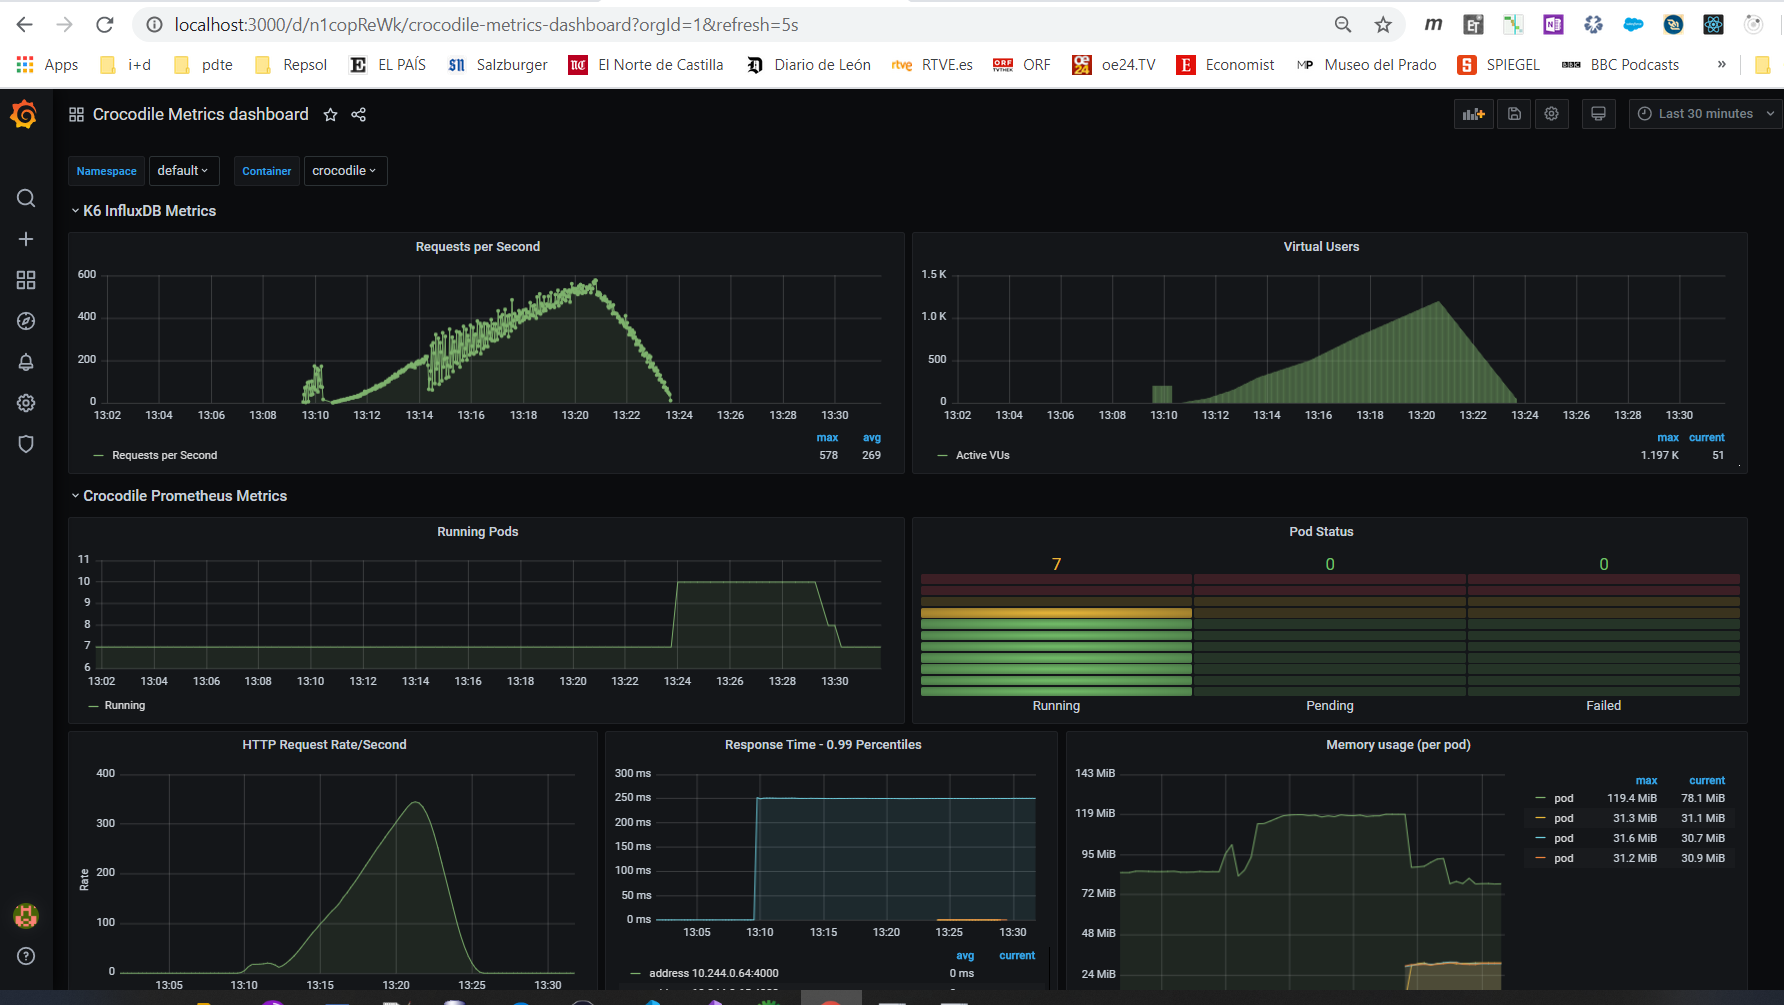 localhost:3000/d/n1copReWk/crocodile-metrics-dashboard?orgId=1&refresh=5s
m
Apps i+d pdte Repsol EL PAÍS Salzburger El Norte de Castilla Diario de León RTVE.es ORF oe24.TV Economist Museo del Prado SPIEGEL BBC Podcasts »
Crocodile Metrics dashboard
Last 30 minutes
Namespace default Container crocodile
K6 InfluxDB Metrics
Requests per Second
600
400
200
0
13:02 13:04 13:06 13:08 13:10 13:12 13:14 13:16 13:18 13:20 13:22 13:24 13:26 13:28 13:30
max avg
Requests per Second 578 269
Virtual Users
1.5 K
1.0 K
500
0
13:02 13:04 13:06 13:08 13:10 13:12 13:14 13:16 13:18 13:20 13:22 13:24 13:26 13:28 13:30
max current
Active VUs 1.197 K 51
Crocodile Prometheus Metrics
Running Pods
11
10
9
8
7
6
13:02 13:04 13:06 13:08 13:10 13:12 13:14 13:16 13:18 13:20 13:22 13:24 13:26 13:28 13:30
Running
Pod Status
7 0 0
Running Pending Failed
HTTP Request Rate/Second
400
300
200
100
0
Rate
13:05 13:10 13:15 13:20 13:25 13:30
Response Time - 0.99 Percentiles
300 ms
250 ms
200 ms
150 ms
100 ms
50 ms
0 ms
13:05 13:10 13:15 13:20 13:25 13:30
avg current
address 10.244.0.64:4000 0 ms
Memory usage (per pod)
143 MiB
119 MiB
95 MiB
72 MiB
48 MiB
24 MiB
max current
pod 119.4 MiB 78.1 MiB
pod 31.3 MiB 31.1 MiB
pod 31.6 MiB 30.7 MiB
pod 31.2 MiB 30.9 MiB